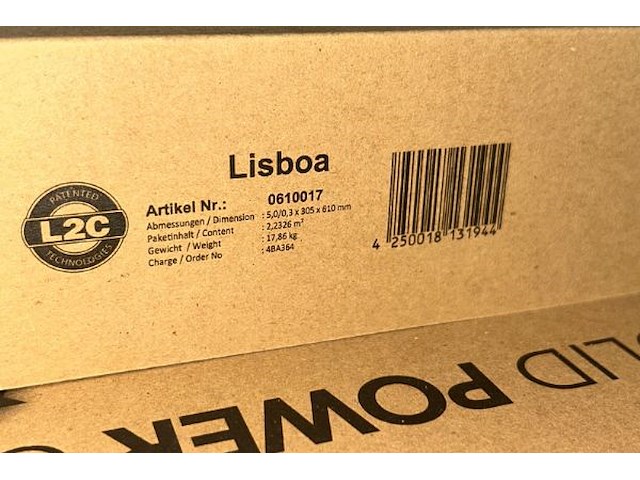 Lisboa
Artikel Nr.: 0610017
Abmessungen / Dimension : 5,0/0,3 x 305 x 610 mm
Paketinhalt / Content : 2,2326 m²
Gewicht / Weight : 17,86 kg
Charge / Order No : 4BA364
PATENTED
L2C
TECHNOLOGIES
4 250018 131944
LID POWER